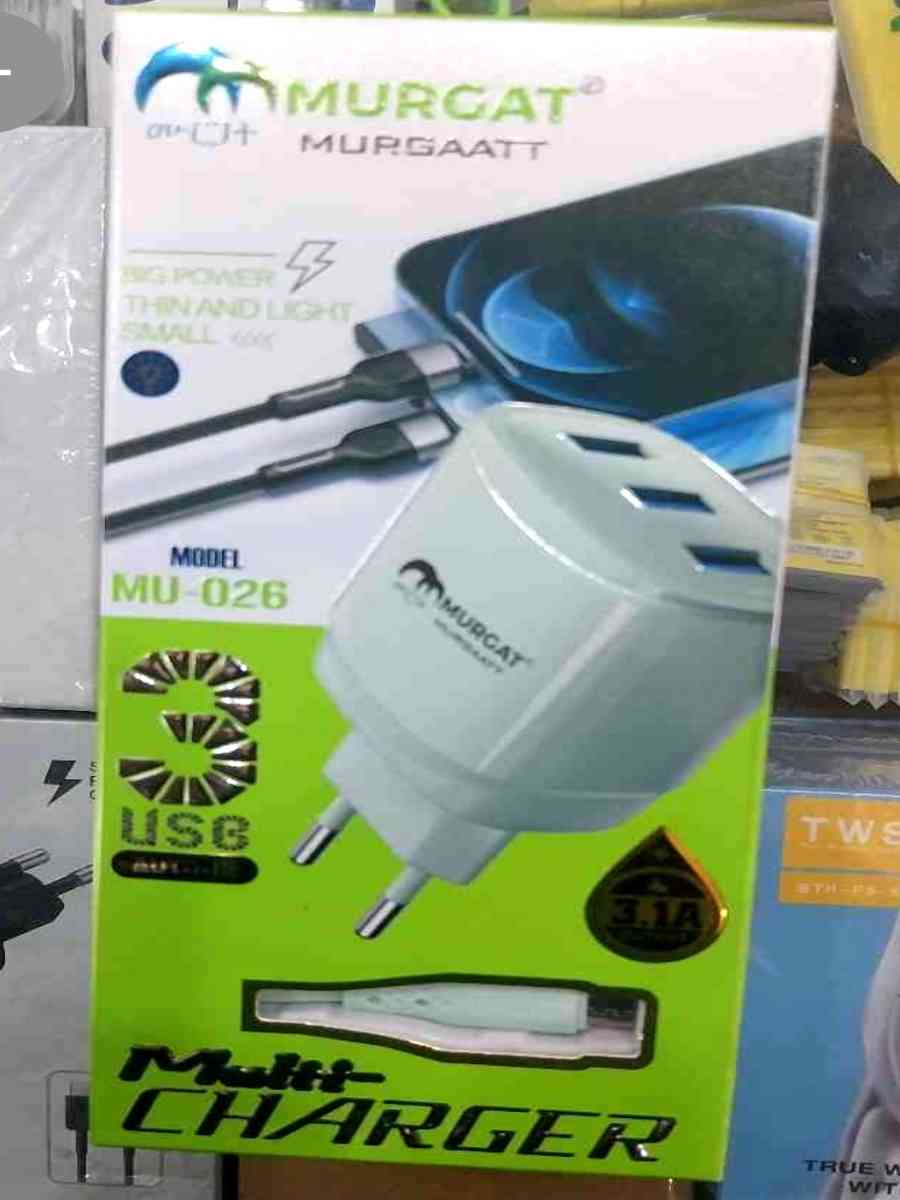 MURGAT
MURGAATT
BIG POWER
THIN AND LIGHT
SMALL
MODEL
MU-026
MURGAT
MURGAATT
3
USB
3.1A
Multi-
CHARGER
TWS
TRUE W
WIT